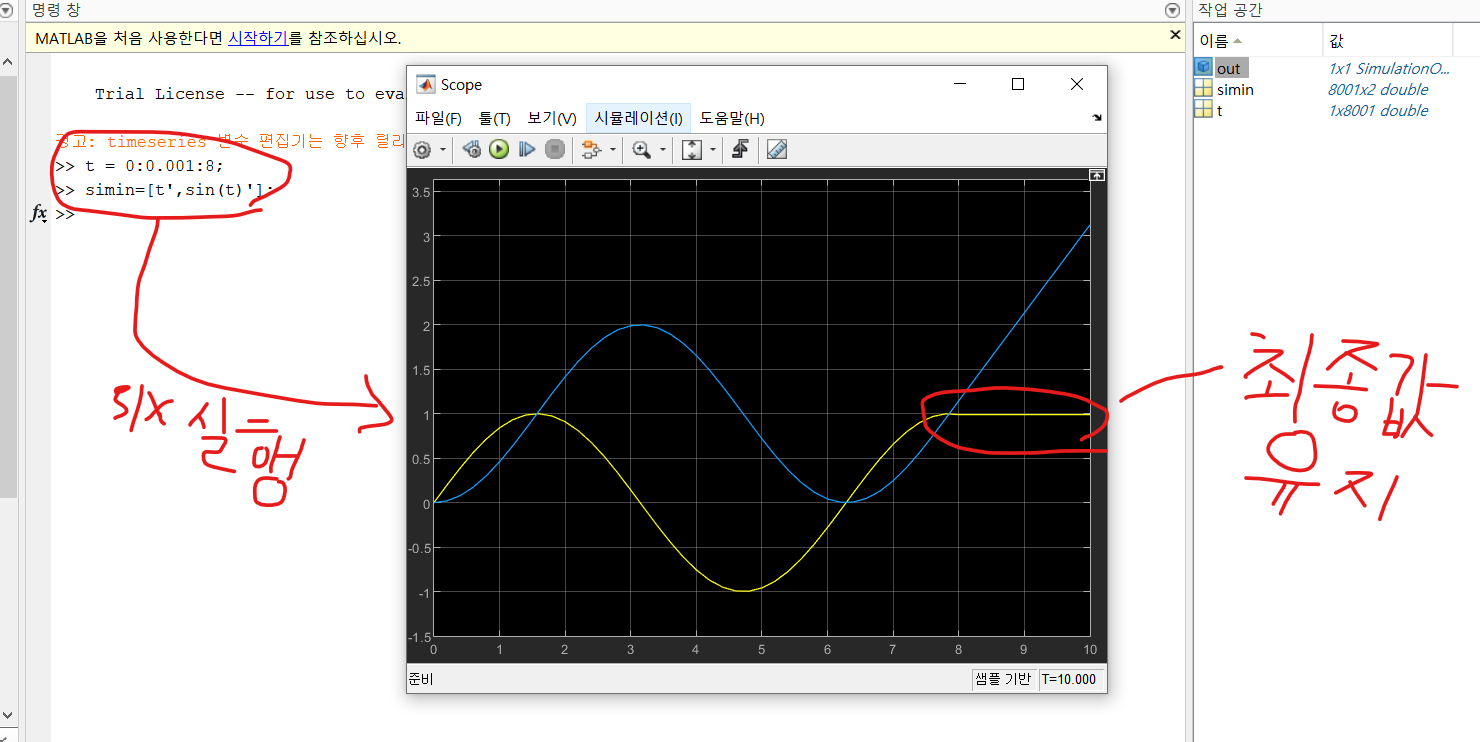 명령 창
MATLAB을 처음 사용한다면 시작하기를 참조하십시오.
Trial License -- for use to eva
경고: timeseries 변수 편집기는 향후 릴리
>> t = 0:0.001:8;
>> simin=[t',sin(t)'];
fx >>
S/X 실행
Scope
파일(F) 툴(T) 보기(V) 시뮬레이션(I) 도움말(H)
3.5
3
2.5
2
1.5
1
0.5
0
-0.5
-1
-1.5
0 1 2 3 4 5 6 7 8 9 10
준비
샘플 기반 T=10.000
작업 공간
이름 값
out 1x1 SimulationO...
simin 8001x2 double
t 1x8001 double
최종값
유지